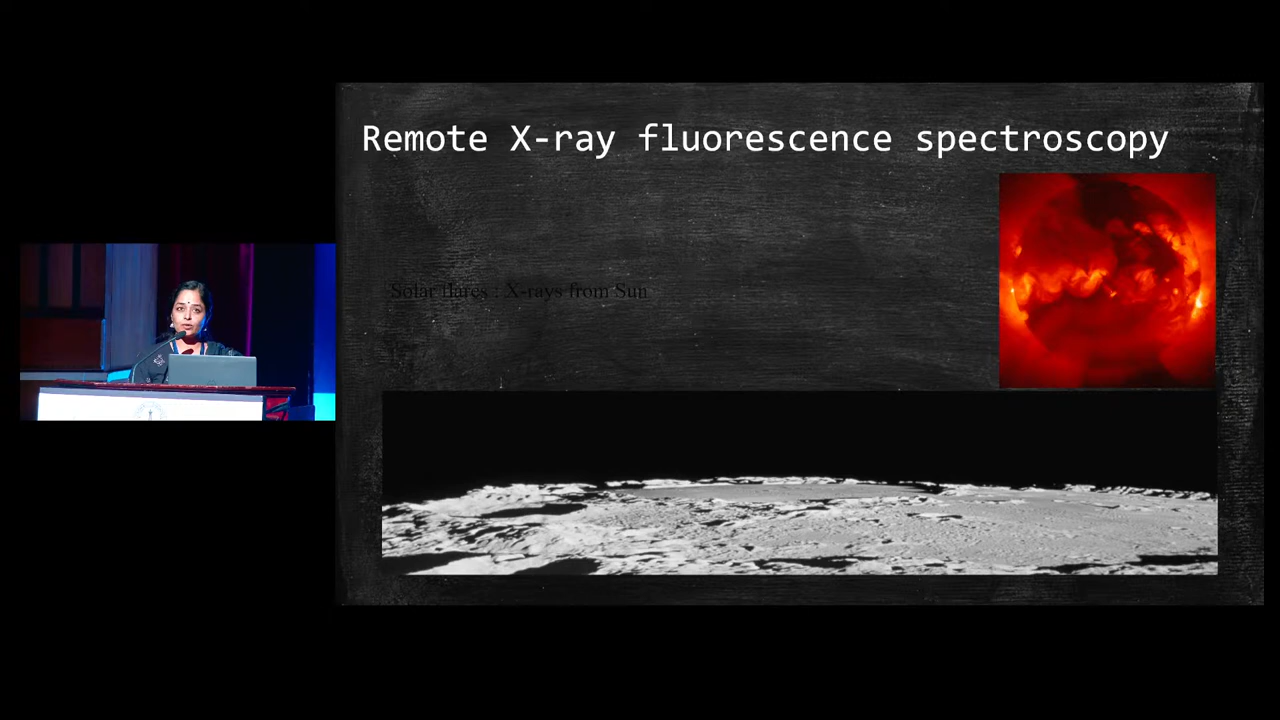 Remote X-ray fluorescence spectroscopy
Solar flares : X-rays from Sun